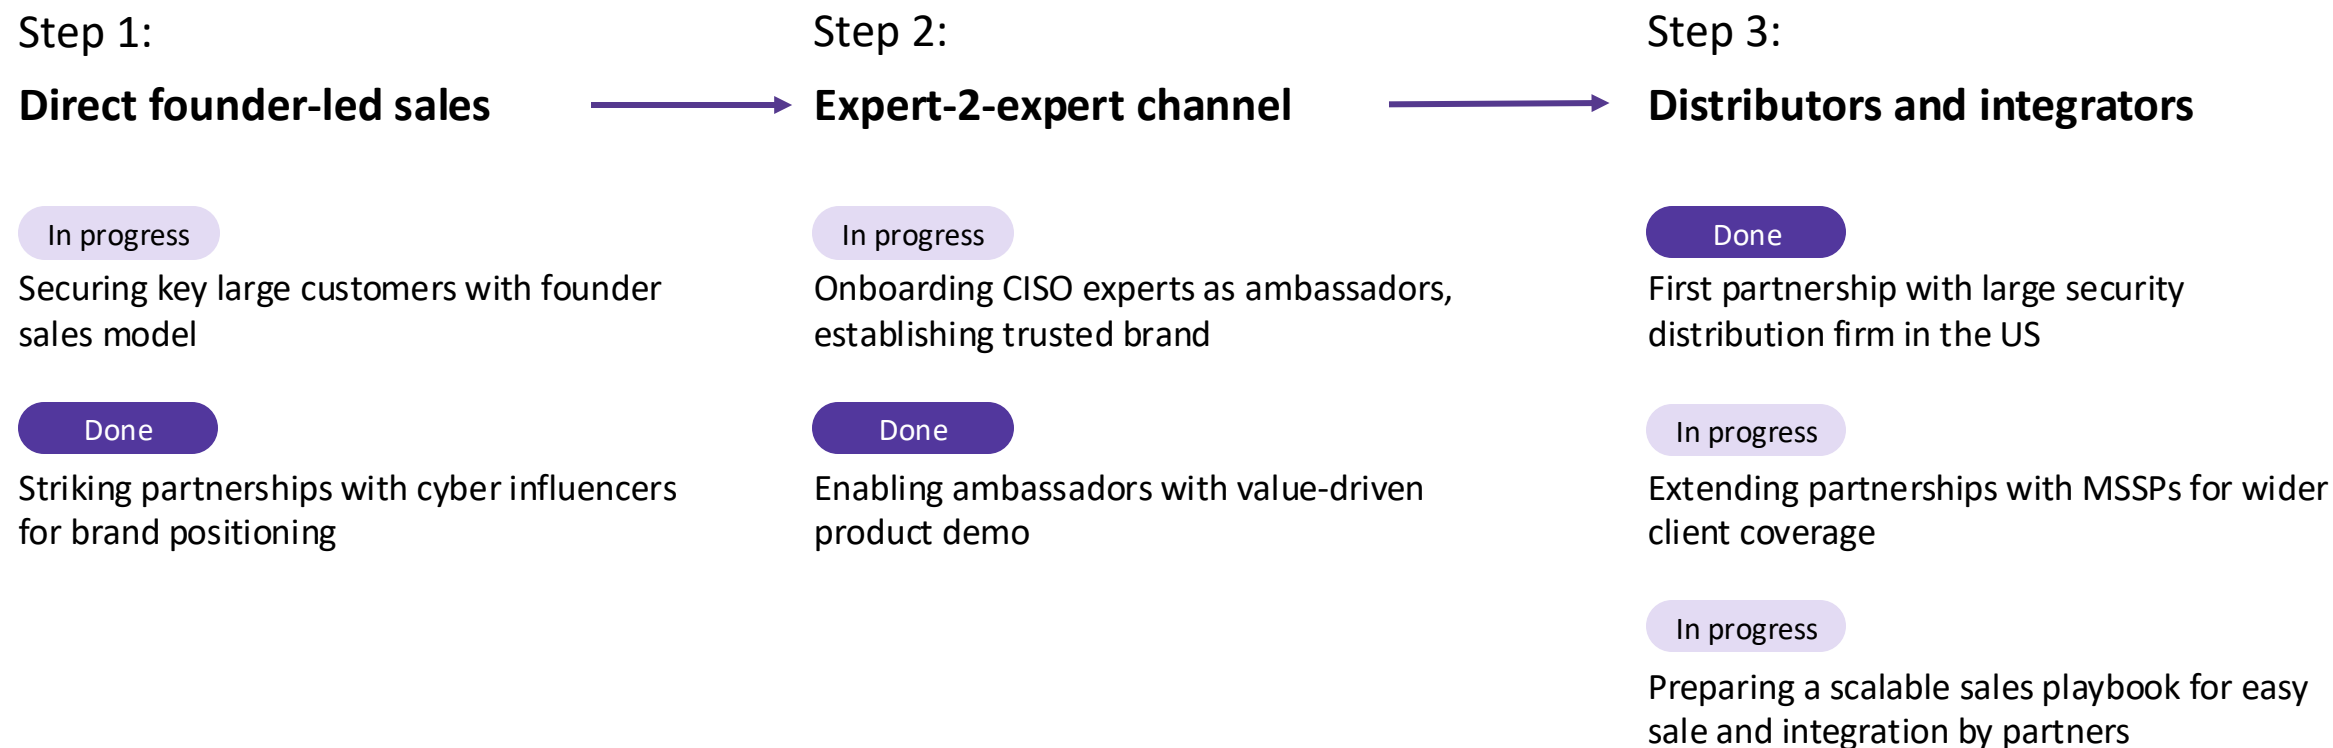 Step 1:
Direct founder-led sales
In progress
Securing key large customers with founder
sales model
Done
Striking partnerships with cyber influencers
for brand positioning
Step 2:
Expert-2-expert channel
In progress
Onboarding CISO experts as ambassadors,
establishing trusted brand
Done
Enabling ambassadors with value-driven
product demo
Step 3:
Distributors and integrators
Done
First partnership with large security
distribution firm in the US
In progress
Extending partnerships with MSSPs for wider
client coverage
In progress
Preparing a scalable sales playbook for easy
sale and integration by partners